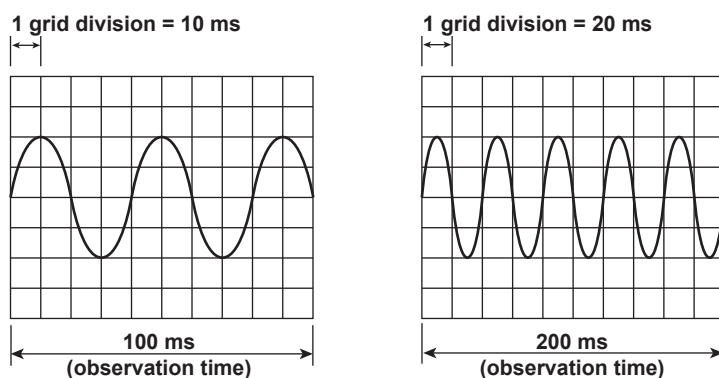 1 grid division = 10 ms
1 grid division = 20 ms
100 ms
(observation time)
200 ms
(observation time)